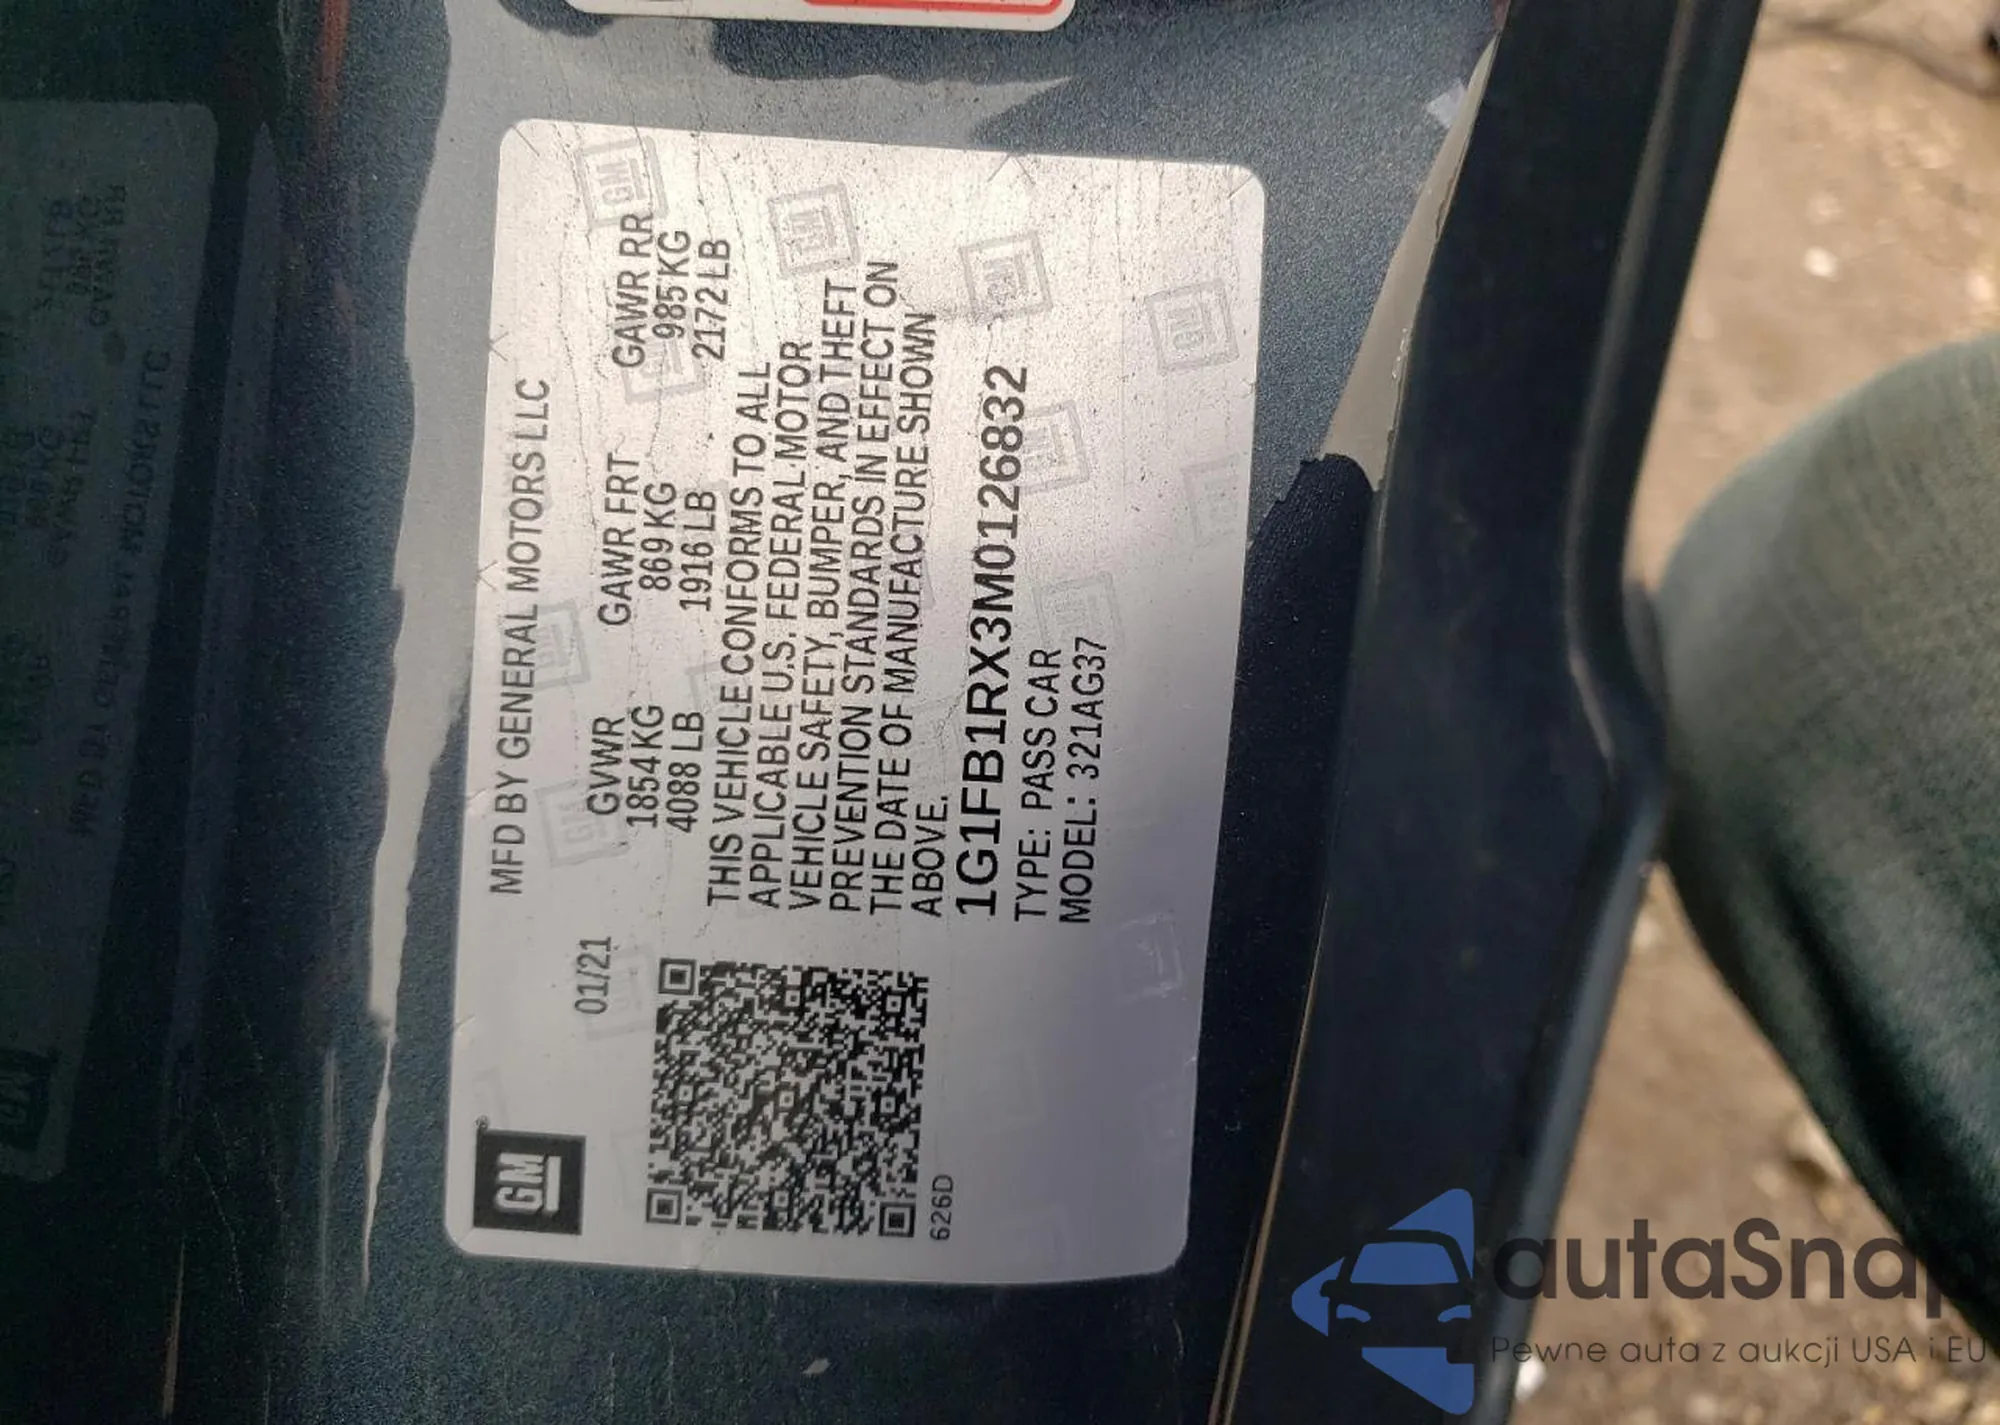 GM
®
MFD BY GENERAL MOTORS LLC
01/21
GVWR GAWR FRT GAWR RR
1854 KG 869 KG 985 KG
4088 LB 1916 LB 2172 LB
THIS VEHICLE CONFORMS TO ALL
APPLICABLE U.S. FEDERAL MOTOR
VEHICLE SAFETY, BUMPER, AND THEFT
PREVENTION STANDARDS IN EFFECT ON
THE DATE OF MANUFACTURE SHOWN
ABOVE.
1G1FB1RX3M0126832
TYPE: PASS CAR
MODEL: 321AG37
626D
autaSnap
Pewne auta z aukcji USA i EU